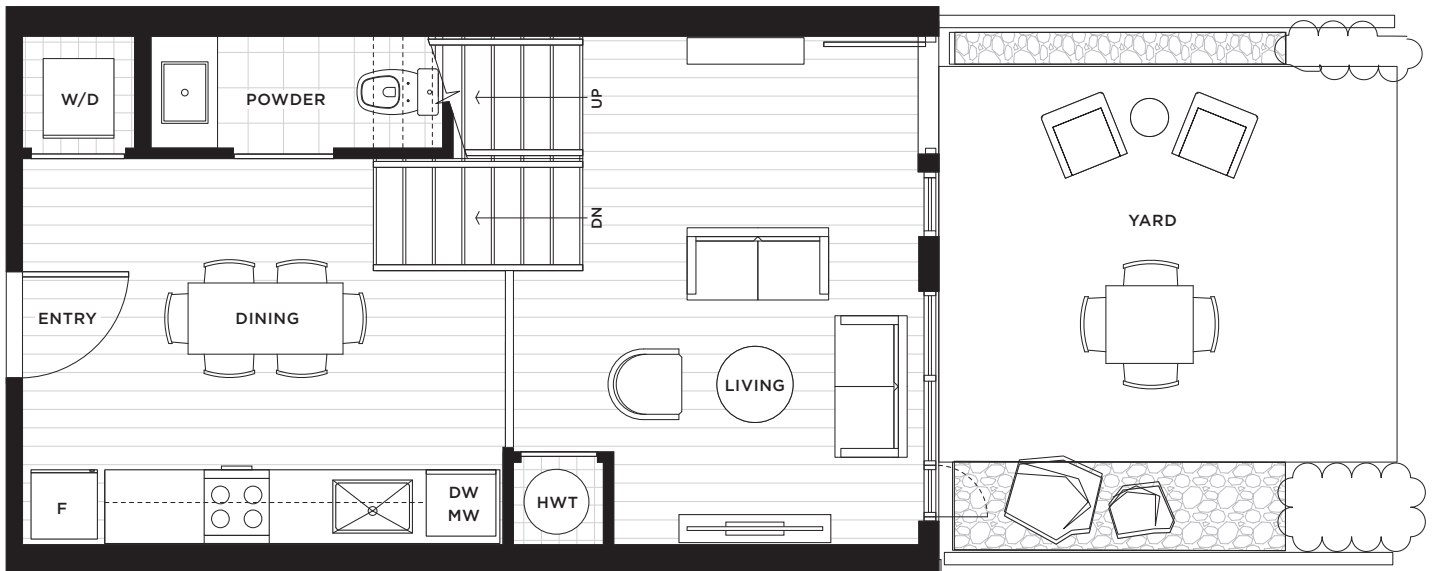 W/D
POWDER
UP
DN
YARD
ENTRY
DINING
LIVING
F
DW
MW
HWT